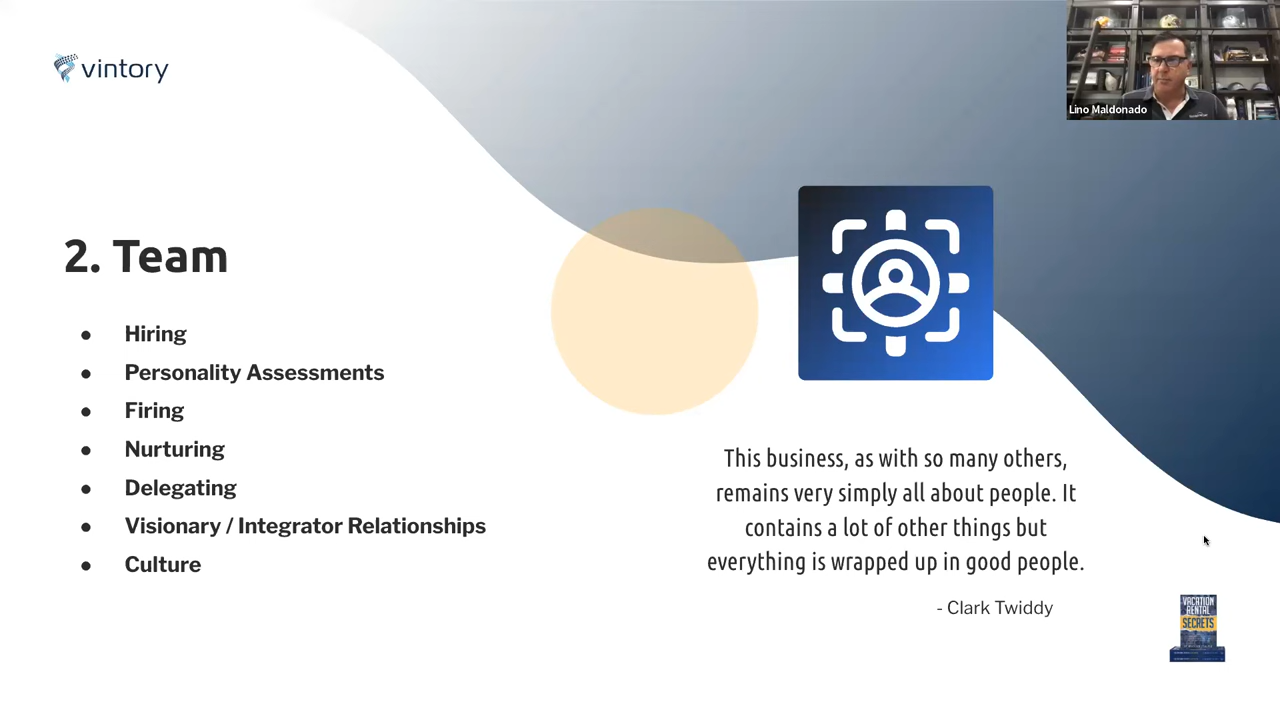 vintory
Lino Maldonado
2. Team
● Hiring
● Personality Assessments
● Firing
● Nurturing
● Delegating
● Visionary / Integrator Relationships
● Culture
This business, as with so many others,
remains very simply all about people. It
contains a lot of other things but
everything is wrapped up in good people.
- Clark Twiddy
VACATION
RENTAL
SECRETS